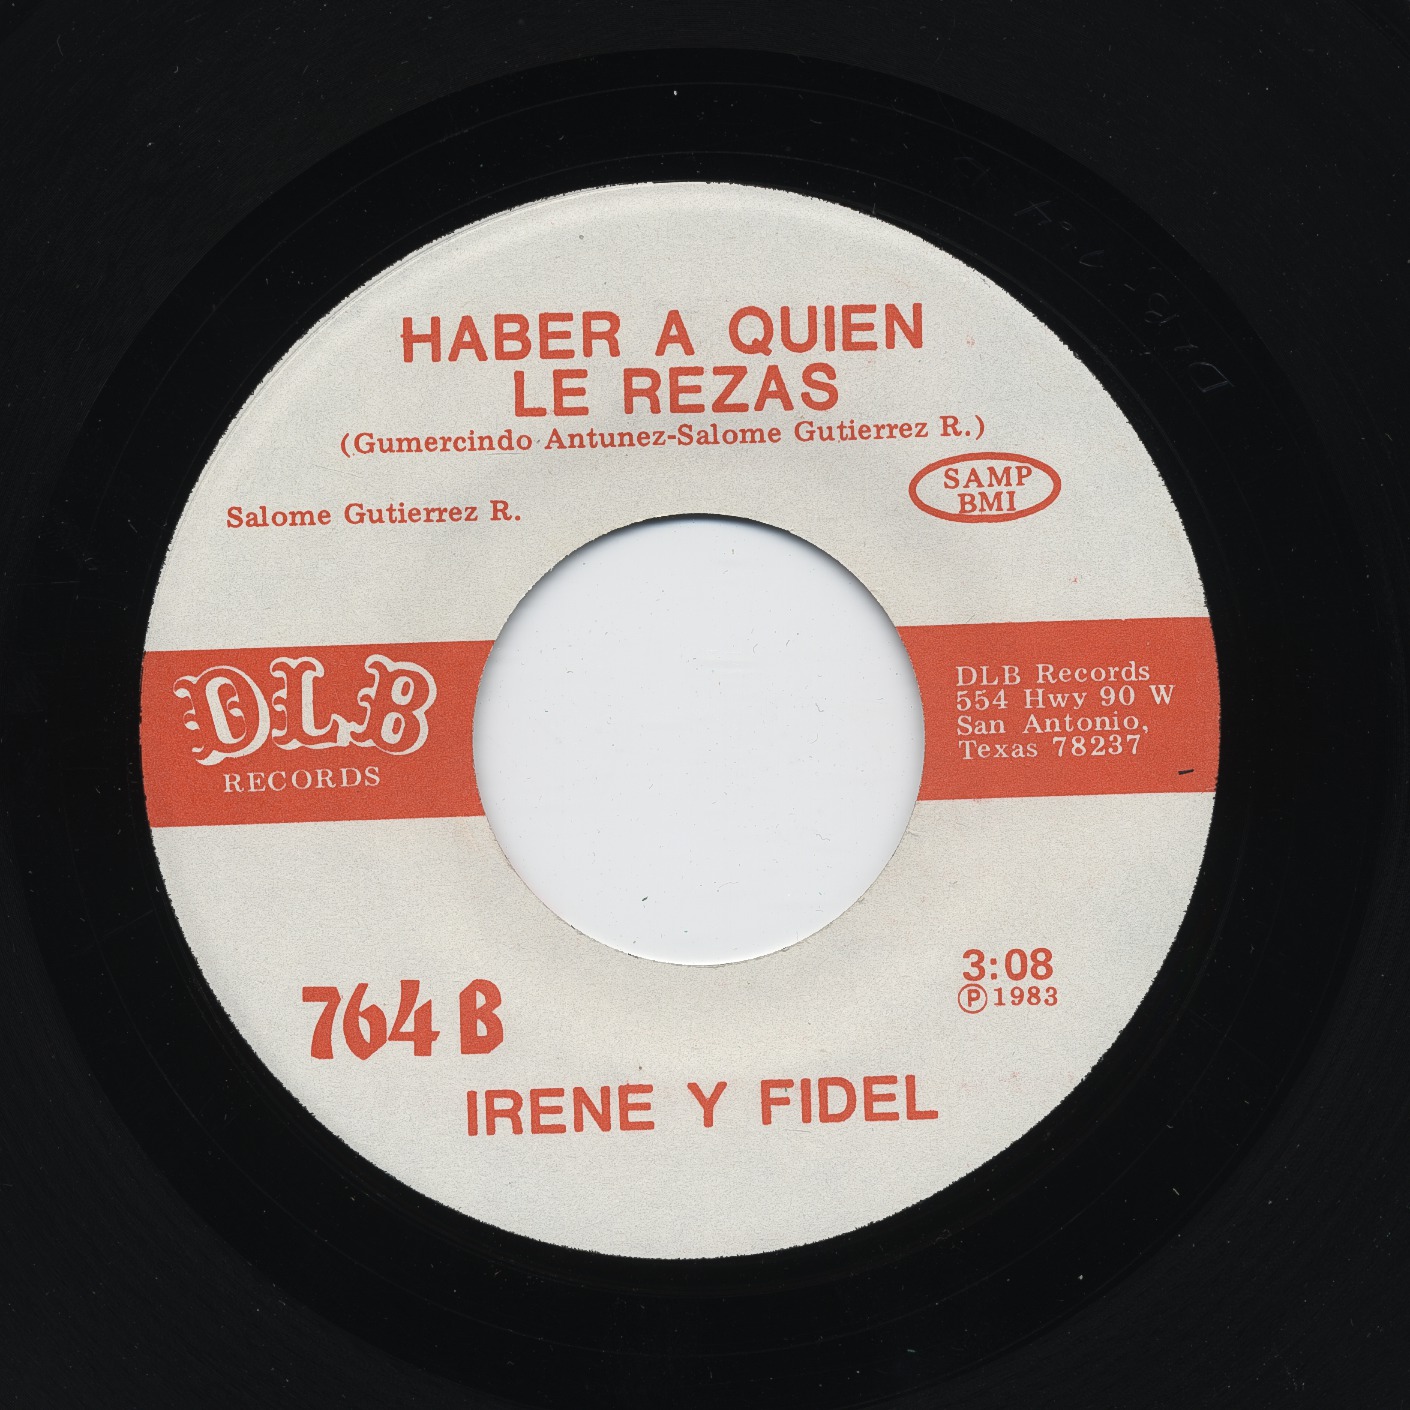 HABER A QUIEN
LE REZAS
(Gumercindo Antunez-Salome Gutierrez R.)
SAMP
BMI
Salome Gutierrez R.
DLB
RECORDS
DLB Records
554 Hwy 90 W
San Antonio,
Texas 78237
3:08
Ⓟ1983
764 B
IRENE Y FIDEL